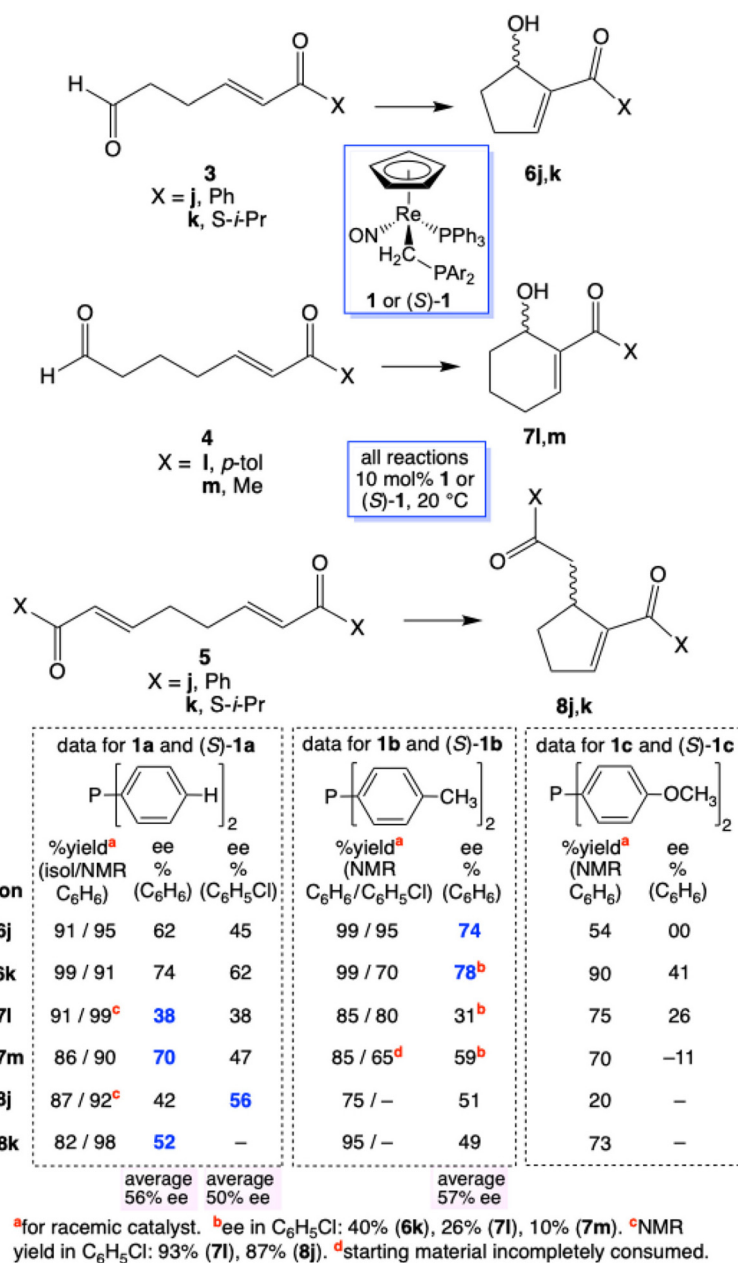 O
OH
O
H
X
X
O
3
6j,k
X = j, Ph
k, S-i-Pr
Re
ON
PPh3
H2C
PAr2
1 or (S)-1
OH
O
O
O
X
H
X
4
7l,m
X = l, p-tol
m, Me
all reactions
10 mol% 1 or
(S)-1, 20 °C
X
O
O
O
X
X
X
O
5
X = j, Ph
k, S-i-Pr
8j,k
data for 1a and (S)-1a data for 1b and (S)-1b data for 1c and (S)-1c
P H 2 P CH3 2 P OCH3 2
%yieldᵃ ee ee %yieldᵃ ee %yieldᵃ ee
(isol/NMR % % (NMR % (NMR %
on C6H6) (C6H6) (C6H5Cl) C6H6/C6H5Cl) (C6H6) C6H6) (C6H6)
6j 91 / 95 62 45 99 / 95 74 54 00
6k 99 / 91 74 62 99 / 70 78ᵇ 90 41
7l 91 / 99ᶜ 38 38 85 / 80 31ᵇ 75 26
7m 86 / 90 70 47 85 / 65ᵈ 59ᵇ 70 –11
8j 87 / 92ᶜ 42 56 75 / – 51 20 –
8k 82 / 98 52 – 95 / – 49 73 –
average average average
56% ee 50% ee 57% ee
ᵃfor racemic catalyst. ᵇee in C6H5Cl: 40% (6k), 26% (7l), 10% (7m). ᶜNMR
yield in C6H5Cl: 93% (7l), 87% (8j). ᵈstarting material incompletely consumed.